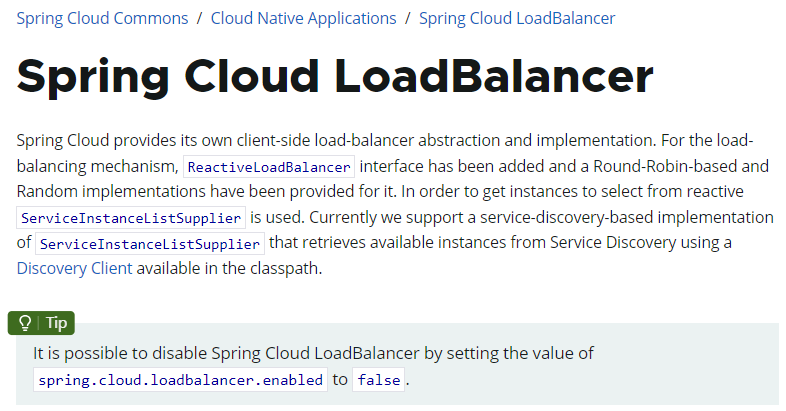 Spring Cloud Commons / Cloud Native Applications / Spring Cloud LoadBalancer
Spring Cloud LoadBalancer
Spring Cloud provides its own client-side load-balancer abstraction and implementation. For the load-
balancing mechanism, ReactiveLoadBalancer interface has been added and a Round-Robin-based and
Random implementations have been provided for it. In order to get instances to select from reactive
ServiceInstanceListSupplier is used. Currently we support a service-discovery-based implementation
of ServiceInstanceListSupplier that retrieves available instances from Service Discovery using a
Discovery Client available in the classpath.
Tip
It is possible to disable Spring Cloud LoadBalancer by setting the value of
spring.cloud.loadbalancer.enabled to false.